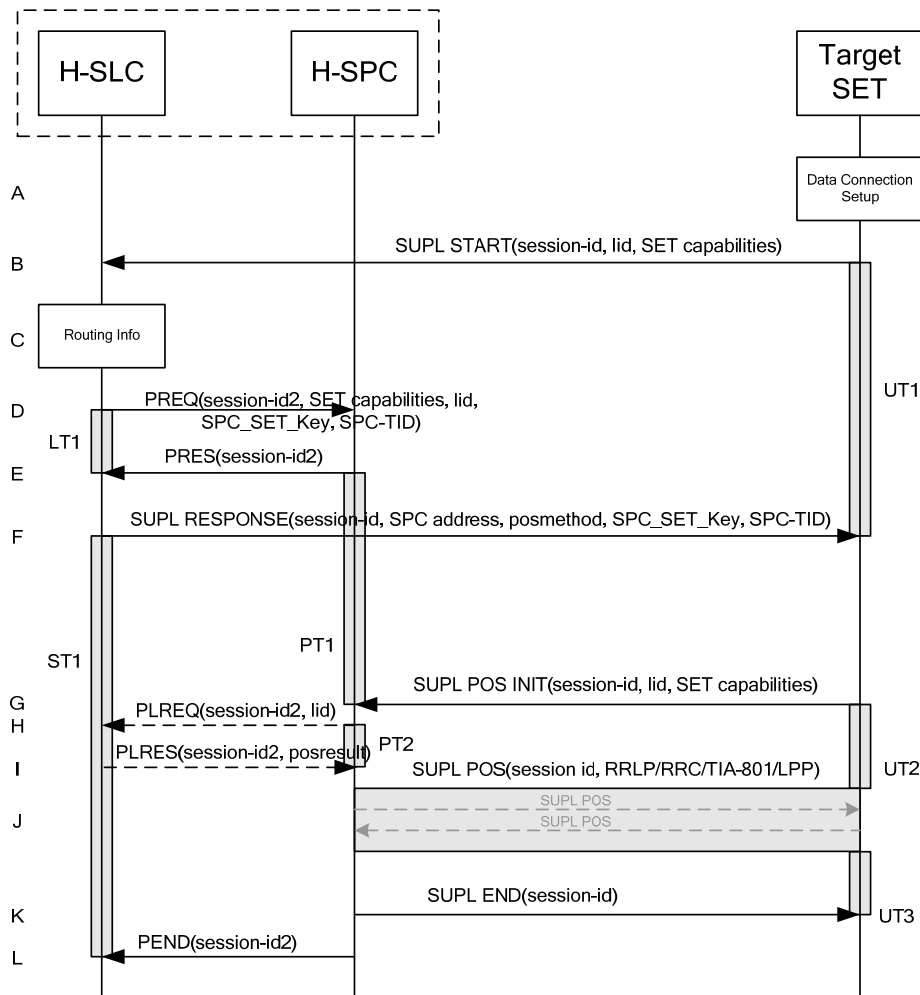 H-SLC
H-SPC
Target
SET
A
Data Connection
Setup
SUPL START(session-id, lid, SET capabilities)
B
C
Routing Info
UT1
D
PREQ(session-id2, SET capabilities, lid,
SPC_SET_Key, SPC-TID)
LT1
PRES(session-id2)
E
SUPL RESPONSE(session-id, SPC address, posmethod, SPC_SET_Key, SPC-TID)
F
PT1
ST1
SUPL POS INIT(session-id, lid, SET capabilities)
G
PLREQ(session-id2, lid)
H
PT2
PLRES(session-id2, posresult)
I
SUPL POS(session id, RRLP/RRC/TIA-801/LPP)
UT2
SUPL POS
J
SUPL POS
SUPL END(session-id)
K
UT3
PEND(session-id2)
L